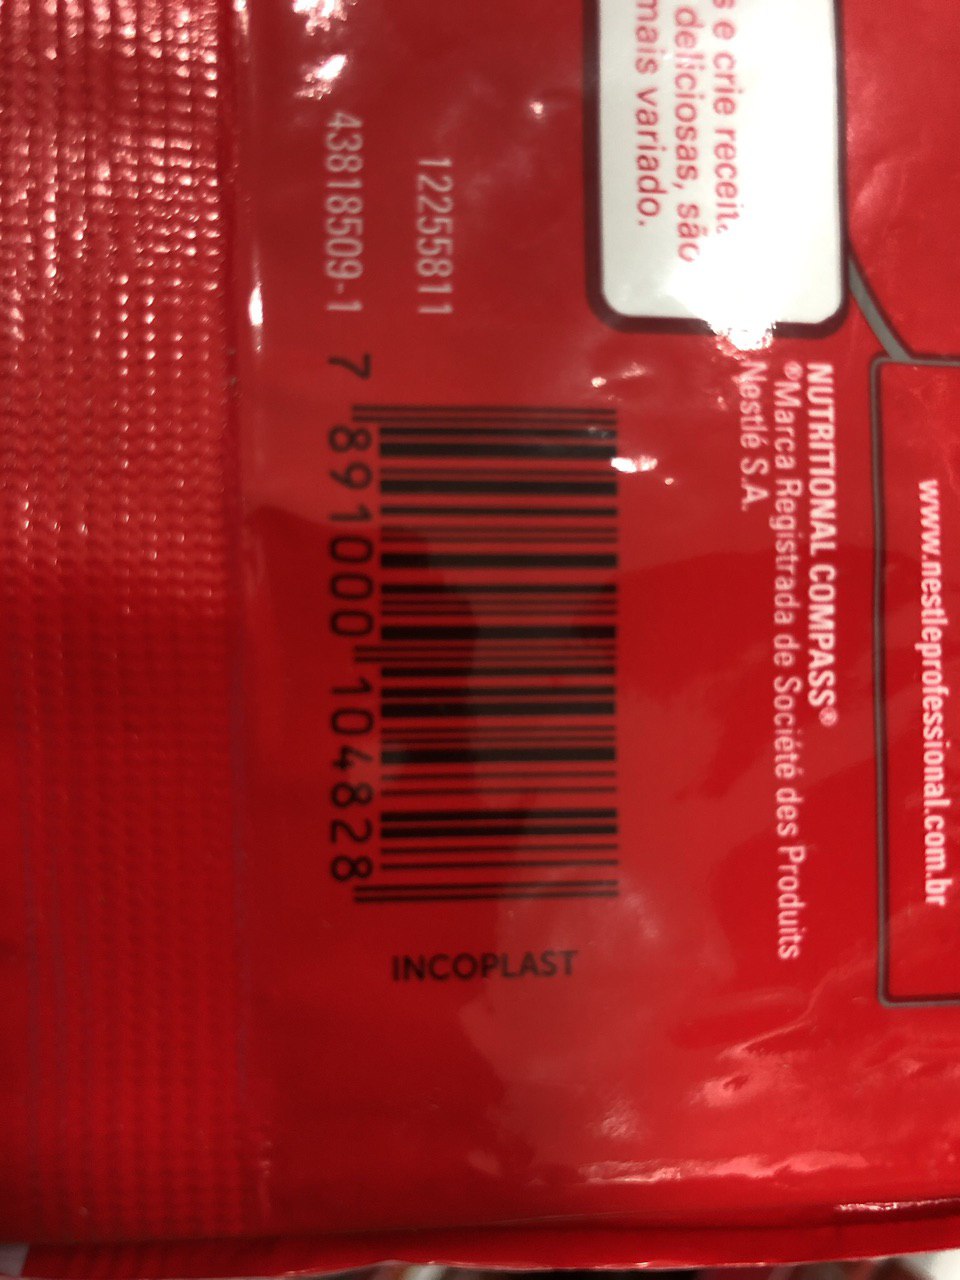 s e crie receit
deliciosas, são
mais variado.
NUTRITIONAL COMPASS®
®Marca Registrada de Société des Produits
Nestlé S.A.
www.nestleprofessional.com.br
1225811
43818509-1
7 891000 104828
INCOPLAST